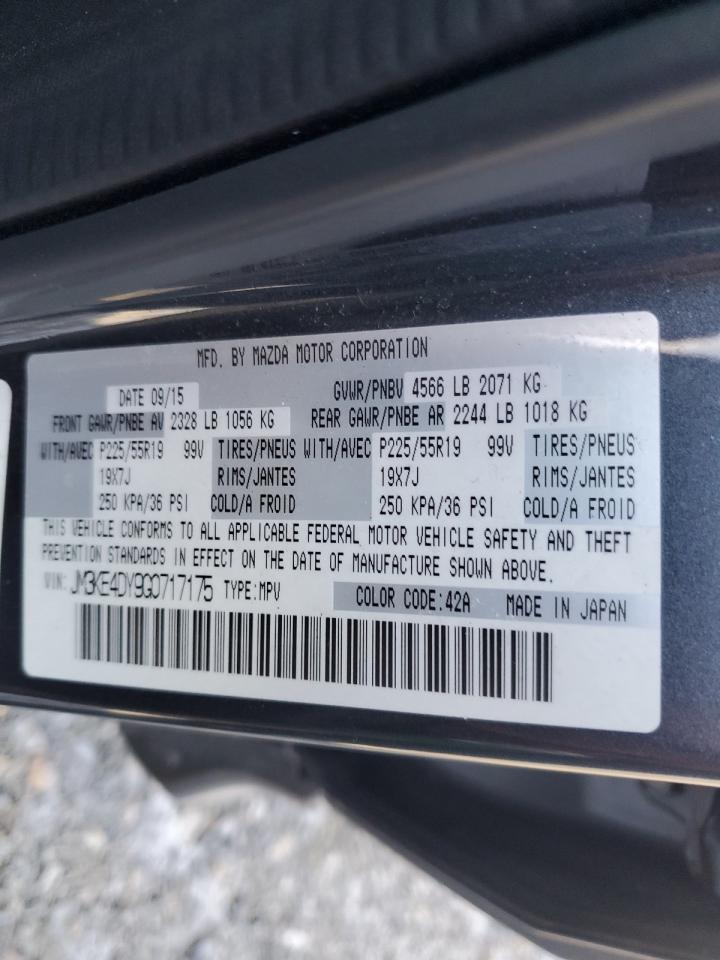 MFD. BY MAZDA MOTOR CORPORATION
DATE 09/15 GVWR/PNBV 4566 LB 2071 KG
FRONT GAWR/PNBE AV 2328 LB 1056 KG REAR GAWR/PNBE AR 2244 LB 1018 KG
WITH/AVEC P225/55R19 99V TIRES/PNEUS WITH/AVEC P225/55R19 99V TIRES/PNEUS
19X7J RIMS/JANTES 19X7J RIMS/JANTES
250 KPA/36 PSI COLD/A FROID 250 KPA/36 PSI COLD/A FROID
THIS VEHICLE CONFORMS TO ALL APPLICABLE FEDERAL MOTOR VEHICLE SAFETY AND THEFT
PREVENTION STANDARDS IN EFFECT ON THE DATE OF MANUFACTURE SHOWN ABOVE.
VIN: JM3KE4DY9G0717175 TYPE:MPV COLOR CODE:42A MADE IN JAPAN